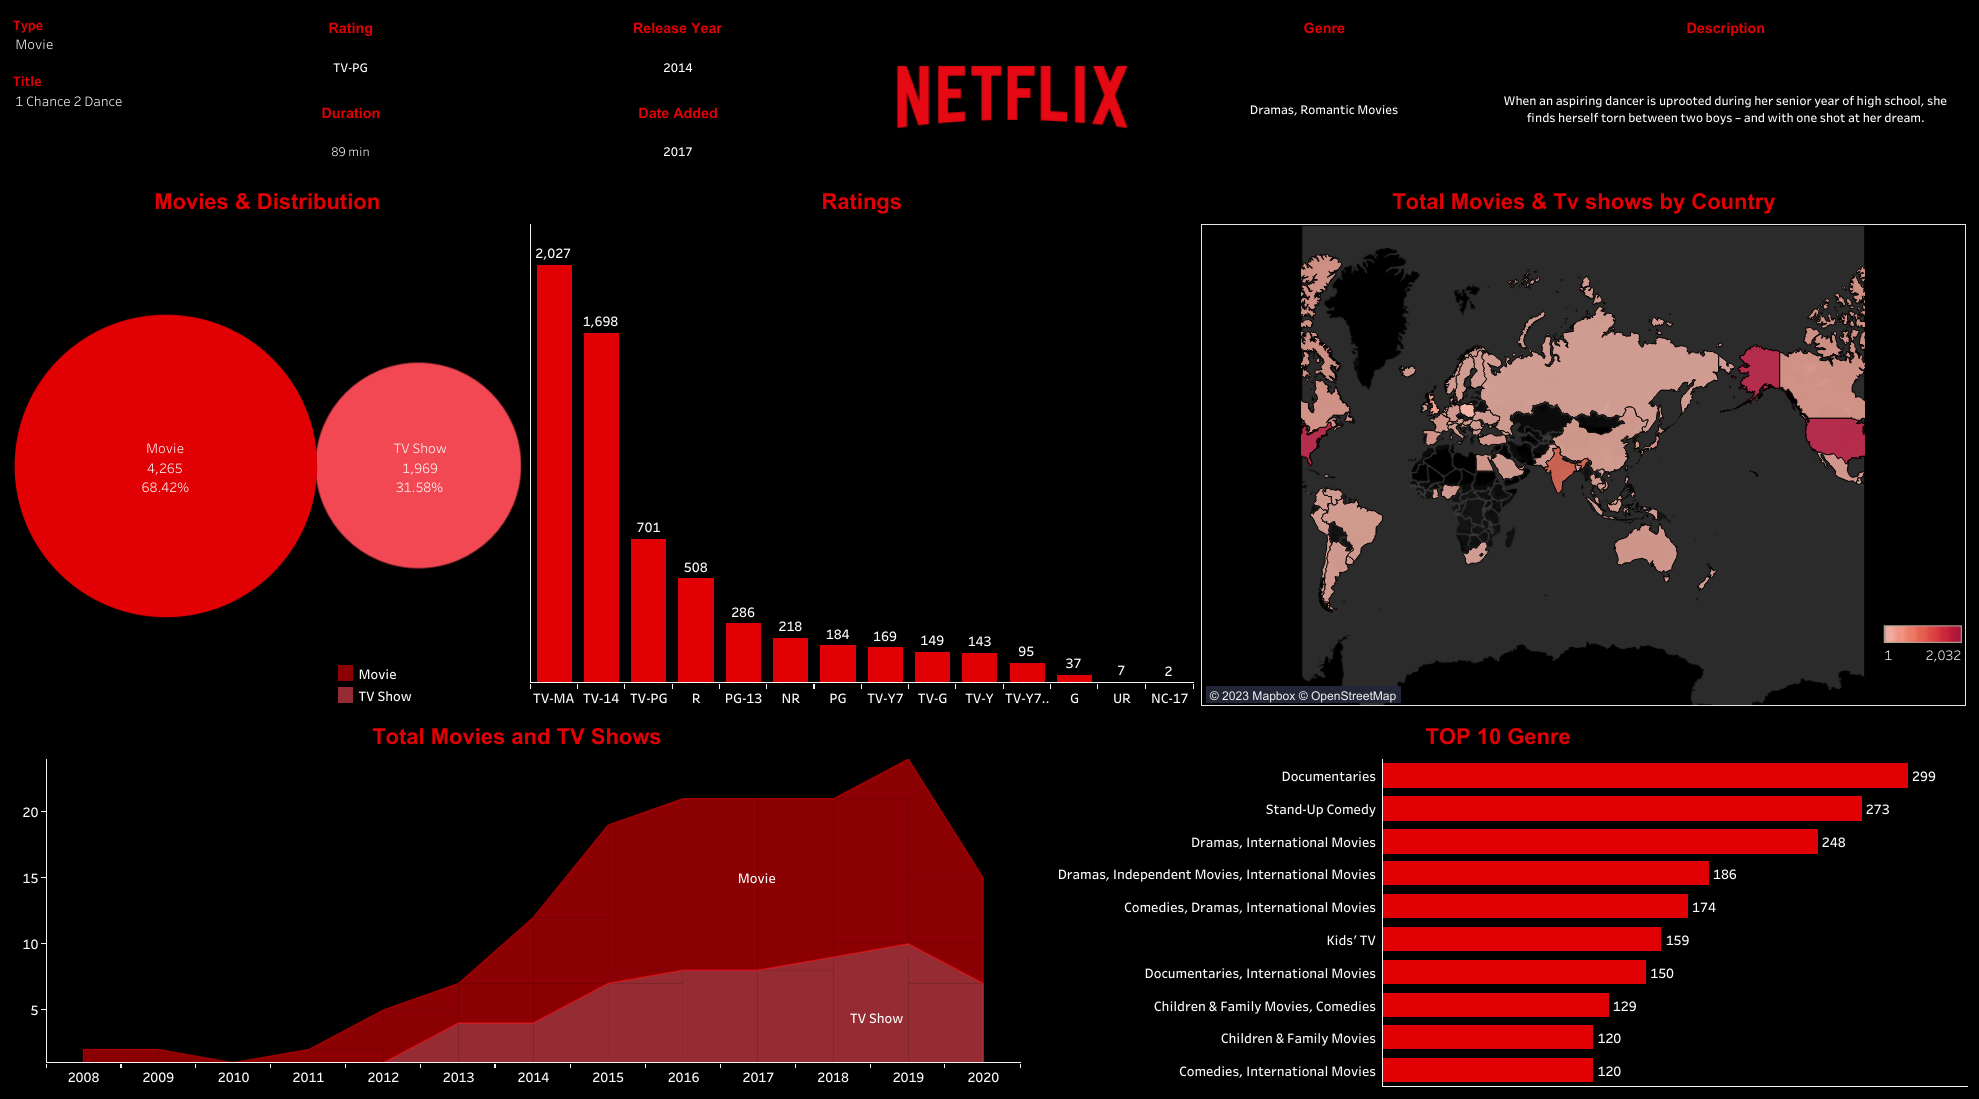 Type
Movie
Title
1 Chance 2 Dance
Rating
TV-PG
Duration
89 min
Release Year
2014
Date Added
2017
NETFLIX
Genre
Dramas, Romantic Movies
Description
When an aspiring dancer is uprooted during her senior year of high school, she
finds herself torn between two boys – and with one shot at her dream.
Movies & Distribution
Movie
4,265
68.42%
TV Show
1,969
31.58%
Movie
TV Show
Ratings
2,027
1,698
701
508
286
218
184
169
149
143
95
37
7
2
TV-MA TV-14 TV-PG R PG-13 NR PG TV-Y7 TV-G TV-Y TV-Y7.. G UR NC-17
Total Movies & Tv shows by Country
1 2,032
© 2023 Mapbox © OpenStreetMap
Total Movies and TV Shows
20
15
10
5
Movie
TV Show
2008 2009 2010 2011 2012 2013 2014 2015 2016 2017 2018 2019 2020
TOP 10 Genre
Documentaries 299
Stand-Up Comedy 273
Dramas, International Movies 248
Dramas, Independent Movies, International Movies 186
Comedies, Dramas, International Movies 174
Kids' TV 159
Documentaries, International Movies 150
Children & Family Movies, Comedies 129
Children & Family Movies 120
Comedies, International Movies 120